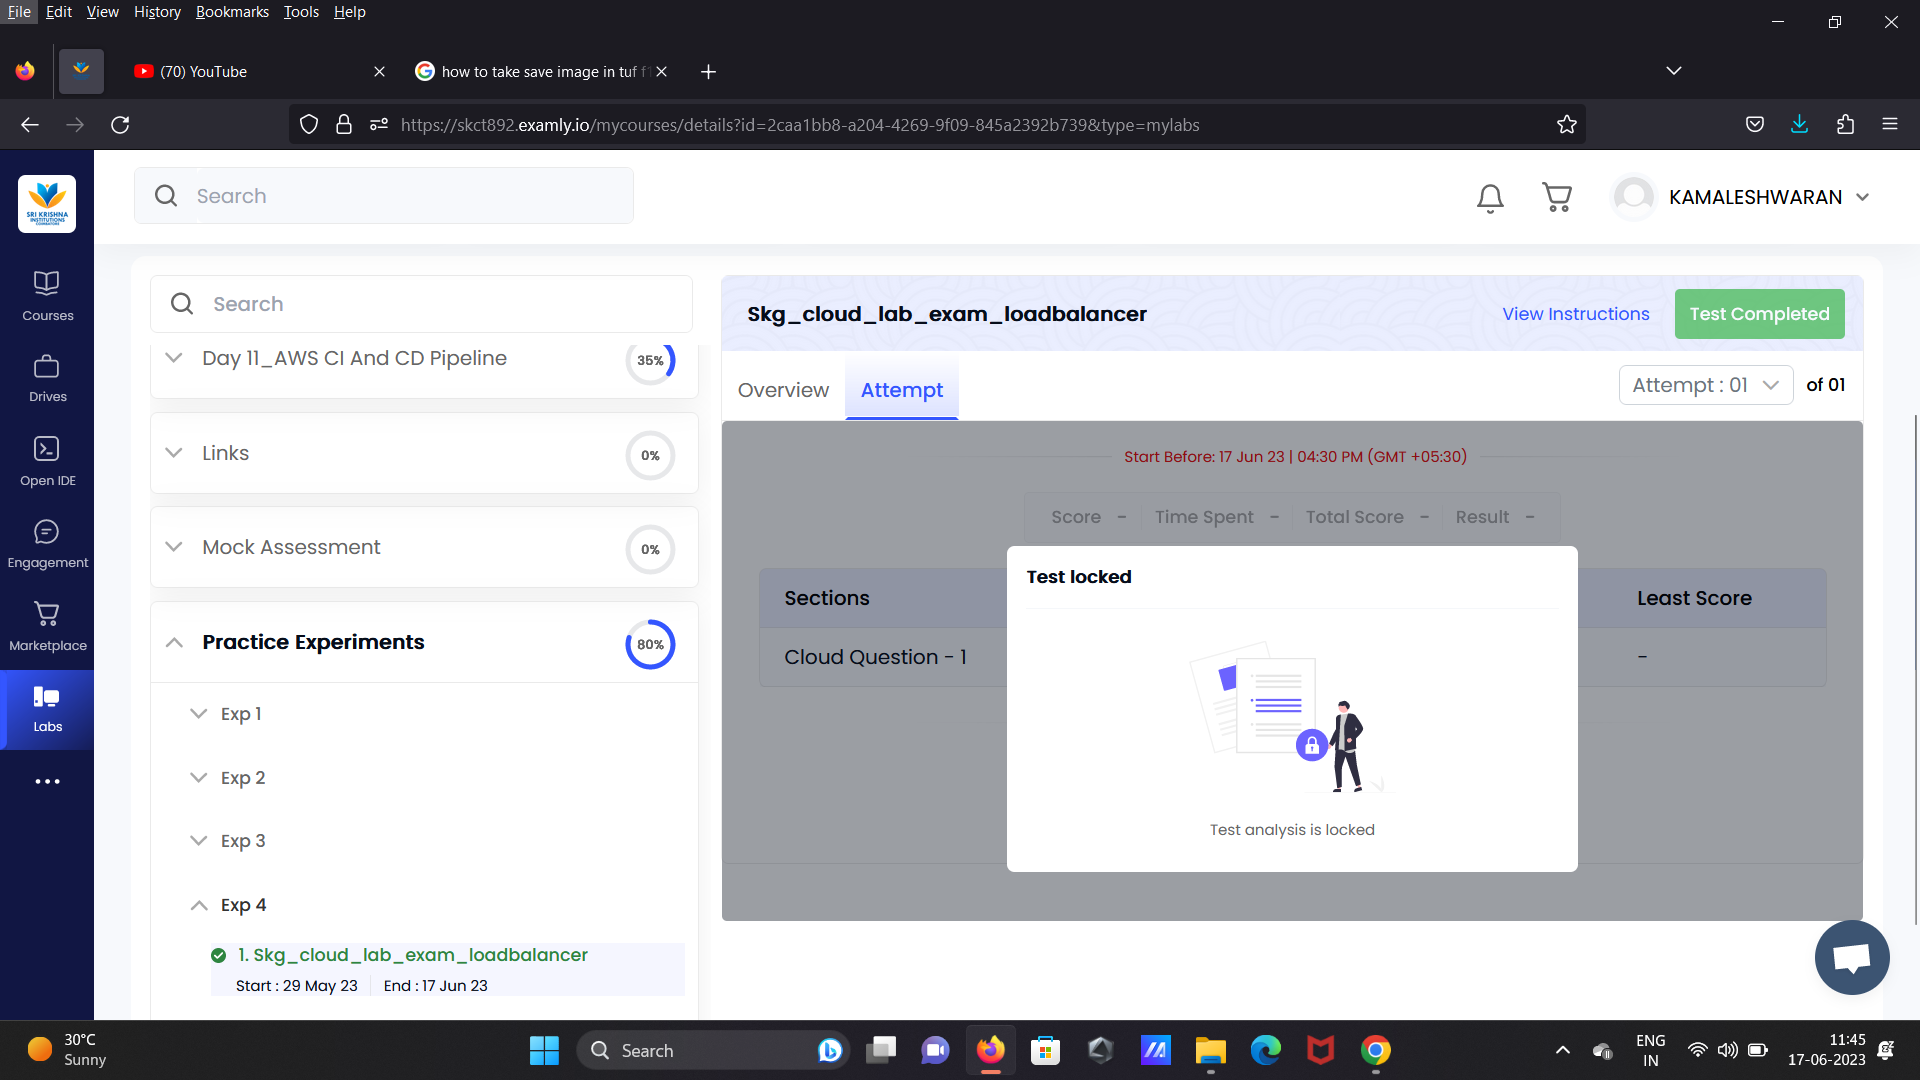 File Edit View History Bookmarks Tools Help
(70) YouTube
how to take save image in tuf f
https://skct892.examly.io/mycourses/details?id=2caa1bb8-a204-4269-9f09-845a2392b739&type=mylabs
SRI KRISHNA
INSTITUTIONS
Search
KAMALESHWARAN
Courses
Drives
Open IDE
Engagement
Marketplace
Labs
Search
Day 11_AWS CI And CD Pipeline
35%
Links
0%
Mock Assessment
0%
Practice Experiments
80%
Exp 1
Exp 2
Exp 3
Exp 4
1. Skg_cloud_lab_exam_loadbalancer
Start : 29 May 23 End : 17 Jun 23
Skg_cloud_lab_exam_loadbalancer
View Instructions
Test Completed
Overview Attempt
Attempt : 01 of 01
Start Before: 17 Jun 23 | 04:30 PM (GMT +05:30)
Score - Time Spent - Total Score - Result -
Sections Least Score
Cloud Question - 1 -
Test locked
Test analysis is locked
30°C
Sunny
Search
ENG
IN
11:45
17-06-2023